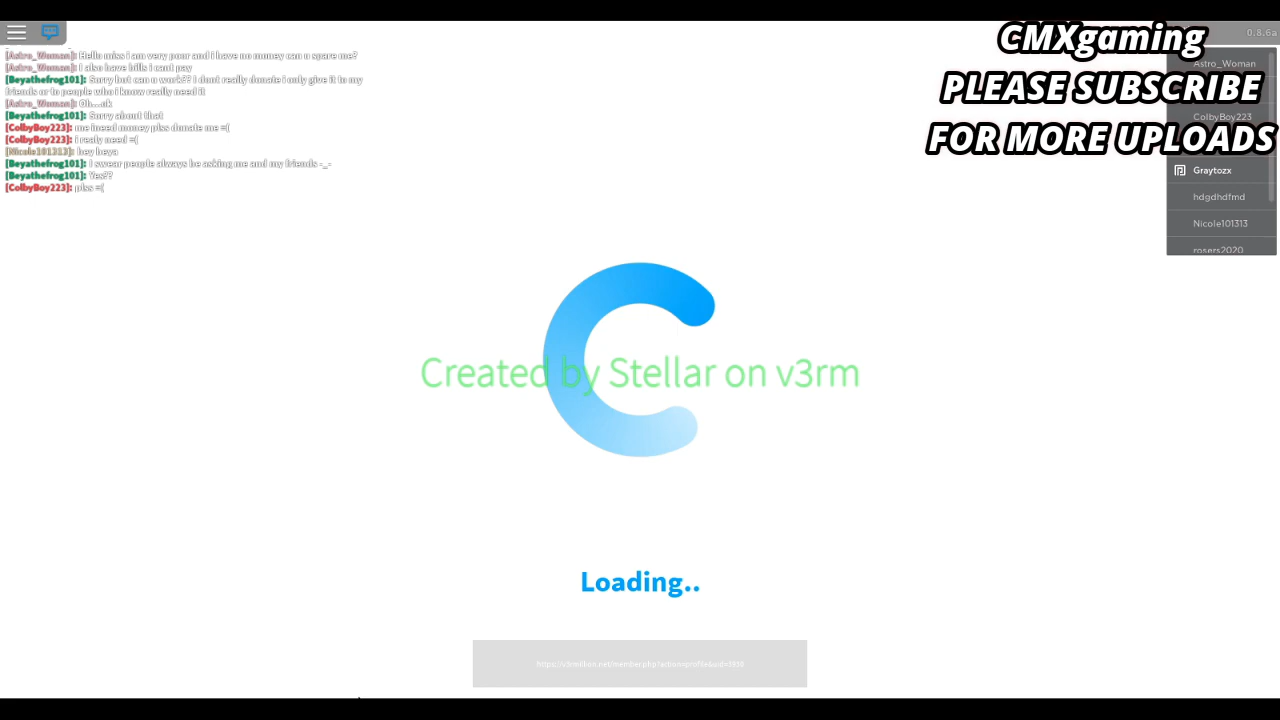 CMXgaming
PLEASE SUBSCRIBE
FOR MORE UPLOADS
0.8.6a
[Astro_Woman]: Hello miss i am very poor and i have no money can u spare me?
[Astro_Woman]: I also have bills i cant pay
[Beyathefrog101]: Sorry but can u work?? I dont really donate i only give it to my
friends or to people who i know really need it
[Astro_Woman]: Oh...ok
[Beyathefrog101]: Sorry about that
[ColbyBoy223]: me ineed money plss donate me =(
[ColbyBoy223]: i realy need =(
[Nicole101313]: hey heya
[Beyathefrog101]: I swear people always be asking me and my friends -_-
[Beyathefrog101]: Yes??
[ColbyBoy223]: plss =(
Astro_Woman
ColbyBoy223
Graytozx
hdgdhdfmd
Nicole101313
rosers2020
Created by Stellar on v3rm
Loading..